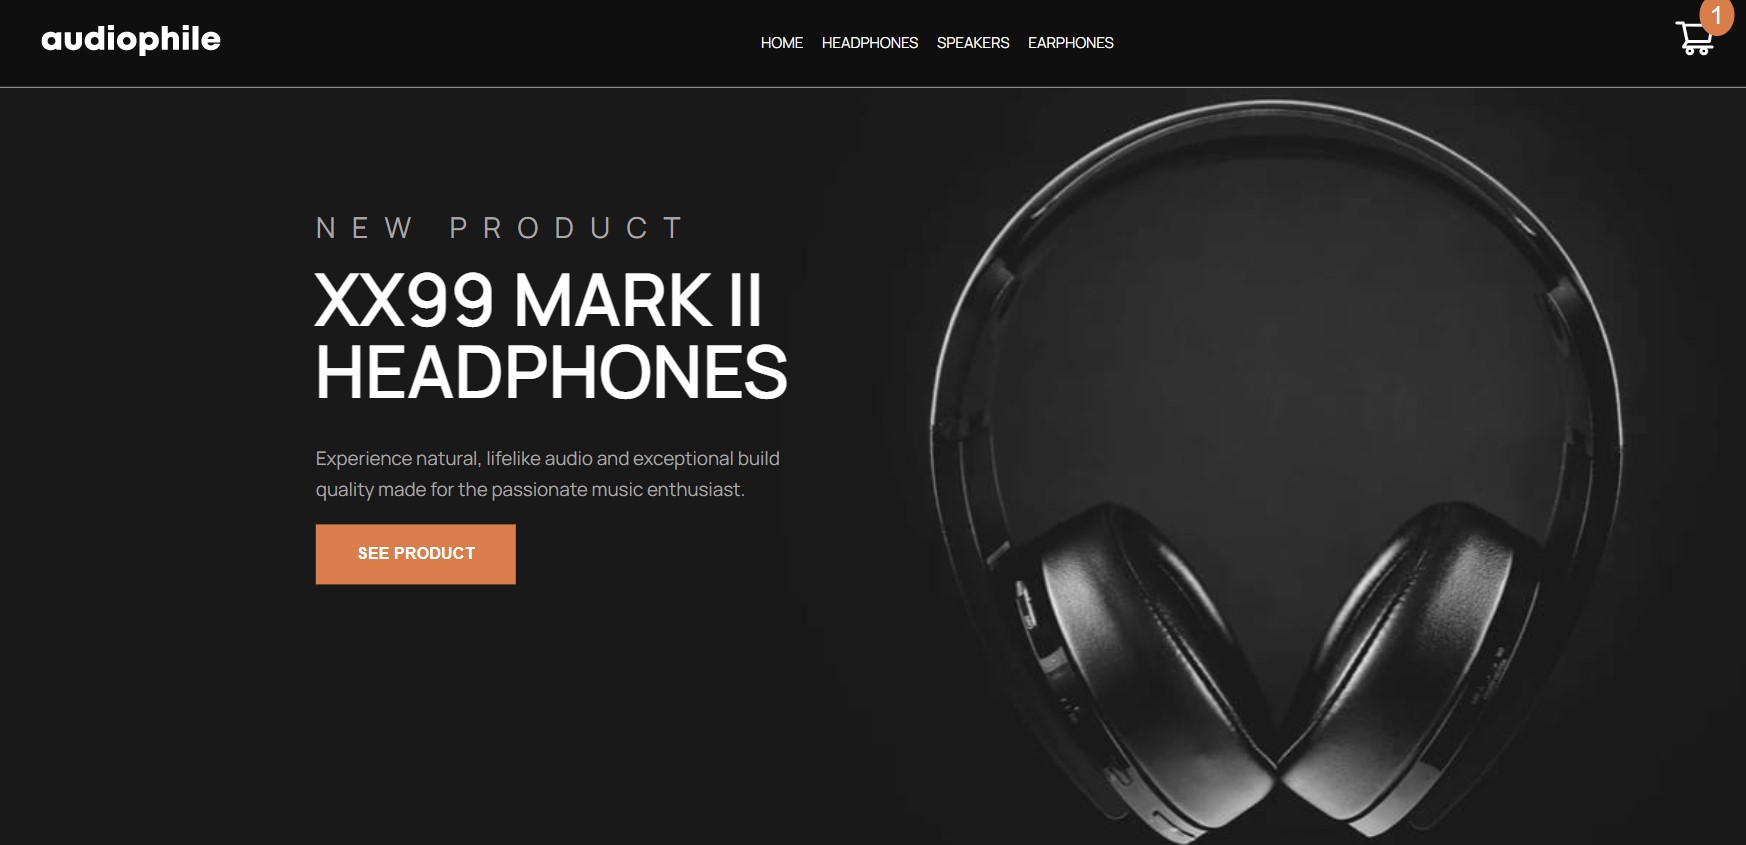 audiophile
HOME HEADPHONES SPEAKERS EARPHONES
1
NEW PRODUCT
XX99 MARK II
HEADPHONES
Experience natural, lifelike audio and exceptional build
quality made for the passionate music enthusiast.
SEE PRODUCT